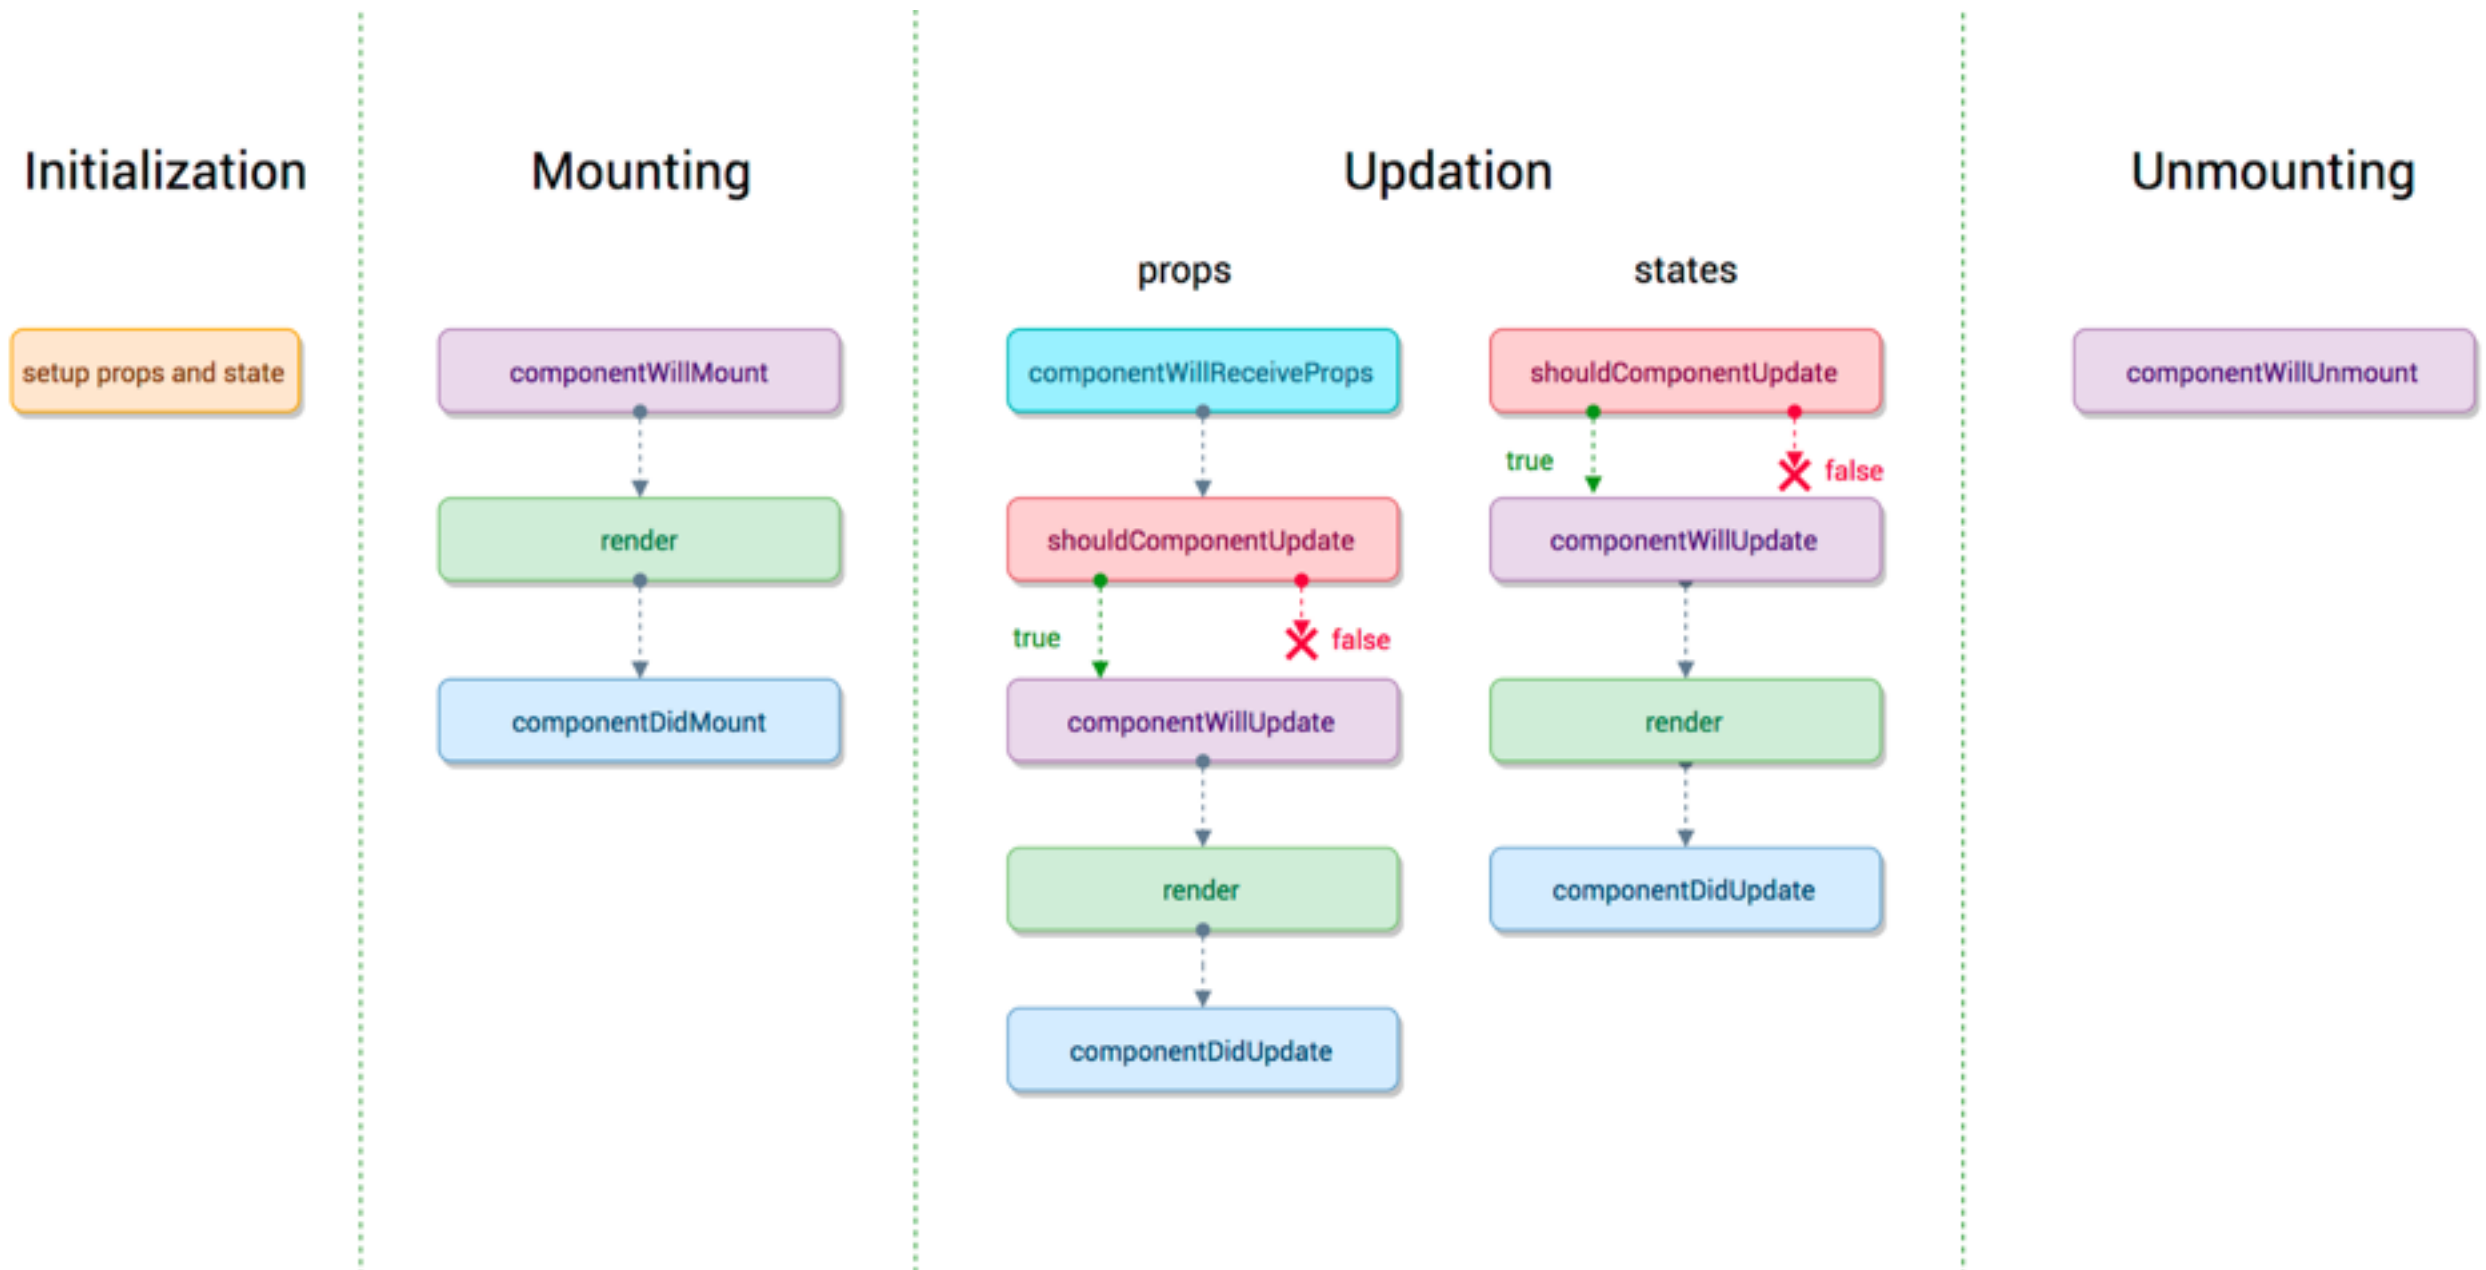 Initialization
setup props and state
Mounting
componentWillMount
render
componentDidMount
Updation
props
componentWillReceiveProps
shouldComponentUpdate
true
false
componentWillUpdate
render
componentDidUpdate
states
shouldComponentUpdate
true
false
componentWillUpdate
render
componentDidUpdate
Unmounting
componentWillUnmount